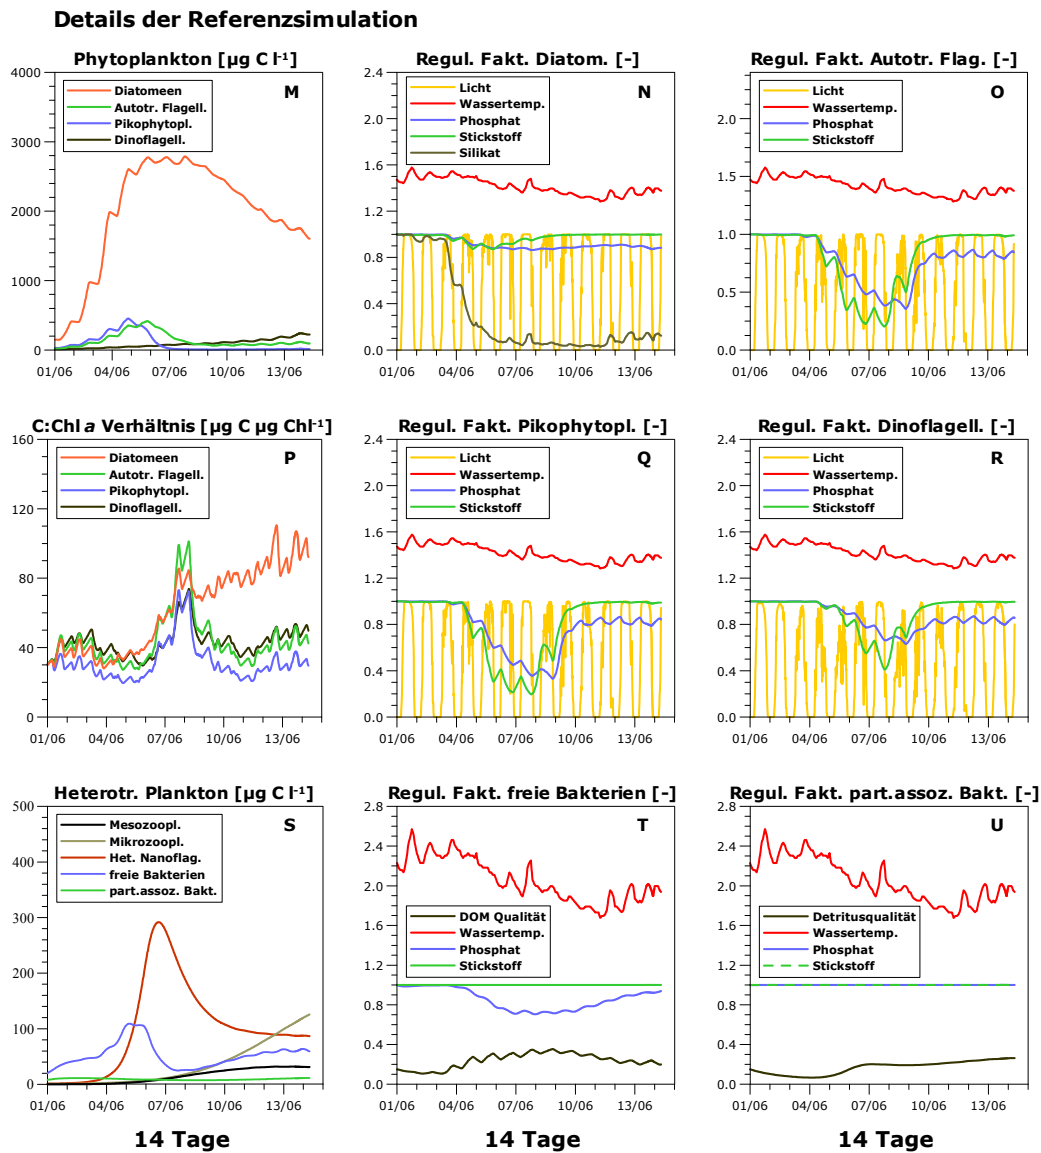 Details der Referenzsimulation
Phytoplankton [µg C l-1]
Regul. Fakt. Diatom. [-]
Regul. Fakt. Autotr. Flag. [-]
4000
3000
2000
1000
0
Diatomeen
Autotr. Flagell.
Pikophytopl.
Dinoflagell.
M
01/06 04/06 07/06 10/06 13/06
2.4
2.0
1.6
1.2
0.8
0.4
0.0
Licht
Wassertemp.
Phosphat
Stickstoff
Silikat
N
01/06 04/06 07/06 10/06 13/06
2.0
1.5
1.0
0.5
0.0
Licht
Wassertemp.
Phosphat
Stickstoff
O
01/06 04/06 07/06 10/06 13/06
C:Chl a Verhältnis [µg C µg Chl-1]
Regul. Fakt. Pikophytopl. [-]
Regul. Fakt. Dinoflagell. [-]
160
120
80
40
0
Diatomeen
Autotr. Flagell.
Pikophytopl.
Dinoflagell.
P
01/06 04/06 07/06 10/06 13/06
2.4
2.0
1.6
1.2
0.8
0.4
0.0
Licht
Wassertemp.
Phosphat
Stickstoff
Q
01/06 04/06 07/06 10/06 13/06
2.4
2.0
1.6
1.2
0.8
0.4
0.0
Licht
Wassertemp.
Phosphat
Stickstoff
R
01/06 04/06 07/06 10/06 13/06
Heterotr. Plankton [µg C l-1]
Regul. Fakt. freie Bakterien [-]
Regul. Fakt. part.assoz. Bakt. [-]
500
400
300
200
100
0
Mesozoopl.
Mikrozoopl.
Het. Nanoflag.
freie Bakterien
part.assoz. Bakt.
S
01/06 04/06 07/06 10/06 13/06
2.8
2.4
2.0
1.6
1.2
0.8
0.4
0.0
DOM Qualität
Wassertemp.
Phosphat
Stickstoff
T
01/06 04/06 07/06 10/06 13/06
2.8
2.4
2.0
1.6
1.2
0.8
0.4
0.0
Detritusqualität
Wassertemp.
Phosphat
Stickstoff
U
01/06 04/06 07/06 10/06 13/06
14 Tage
14 Tage
14 Tage